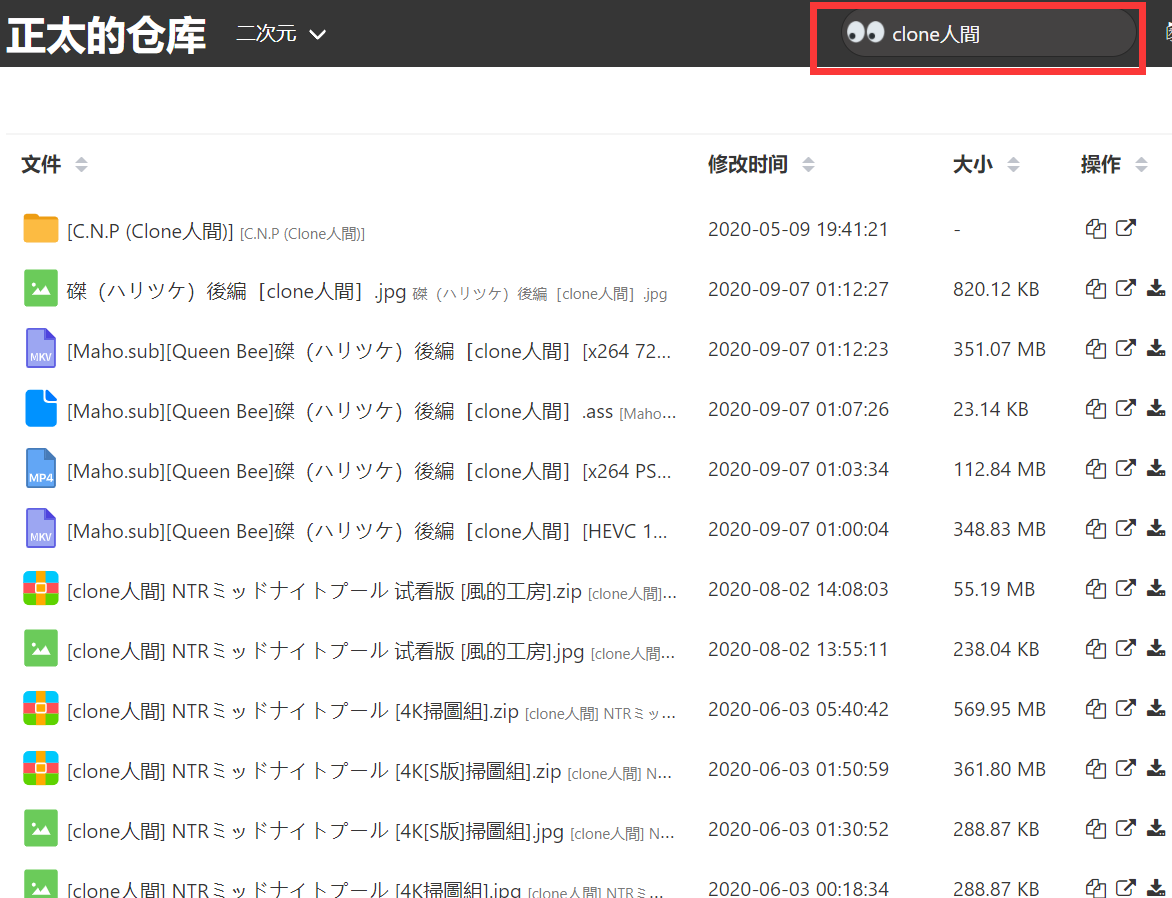 正太的仓库 二次元 clone人間
文件 修改时间 大小 操作
[C.N.P (Clone人間)] [C.N.P (Clone人間)] 2020-05-09 19:41:21 -
磔（ハリツケ）後編［clone人間］.jpg 磔（ハリツケ）後編［clone人間］.jpg 2020-09-07 01:12:27 820.12 KB
MKV [Maho.sub][Queen Bee]磔（ハリツケ）後編［clone人間］[x264 72... 2020-09-07 01:12:23 351.07 MB
[Maho.sub][Queen Bee]磔（ハリツケ）後編［clone人間］.ass [Maho... 2020-09-07 01:07:26 23.14 KB
MP4 [Maho.sub][Queen Bee]磔（ハリツケ）後編［clone人間］[x264 PS... 2020-09-07 01:03:34 112.84 MB
MKV [Maho.sub][Queen Bee]磔（ハリツケ）後編［clone人間］[HEVC 1... 2020-09-07 01:00:04 348.83 MB
[clone人間] NTRミッドナイトプール 试看版 [風的工房].zip [clone人間]... 2020-08-02 14:08:03 55.19 MB
[clone人間] NTRミッドナイトプール 试看版 [風的工房].jpg [clone人間... 2020-08-02 13:55:11 238.04 KB
[clone人間] NTRミッドナイトプール [4K掃圖組].zip [clone人間] NTRミッ... 2020-06-03 05:40:42 569.95 MB
[clone人間] NTRミッドナイトプール [4K[S版]掃圖組].zip [clone人間] N... 2020-06-03 01:50:59 361.80 MB
[clone人間] NTRミッドナイトプール [4K[S版]掃圖組].jpg [clone人間] N... 2020-06-03 01:30:52 288.87 KB
[clone人間] NTRミッドナイトプール [4K掃圖組].jpg [clone人間] NTRミ... 2020-06-03 00:18:34 288.87 KB